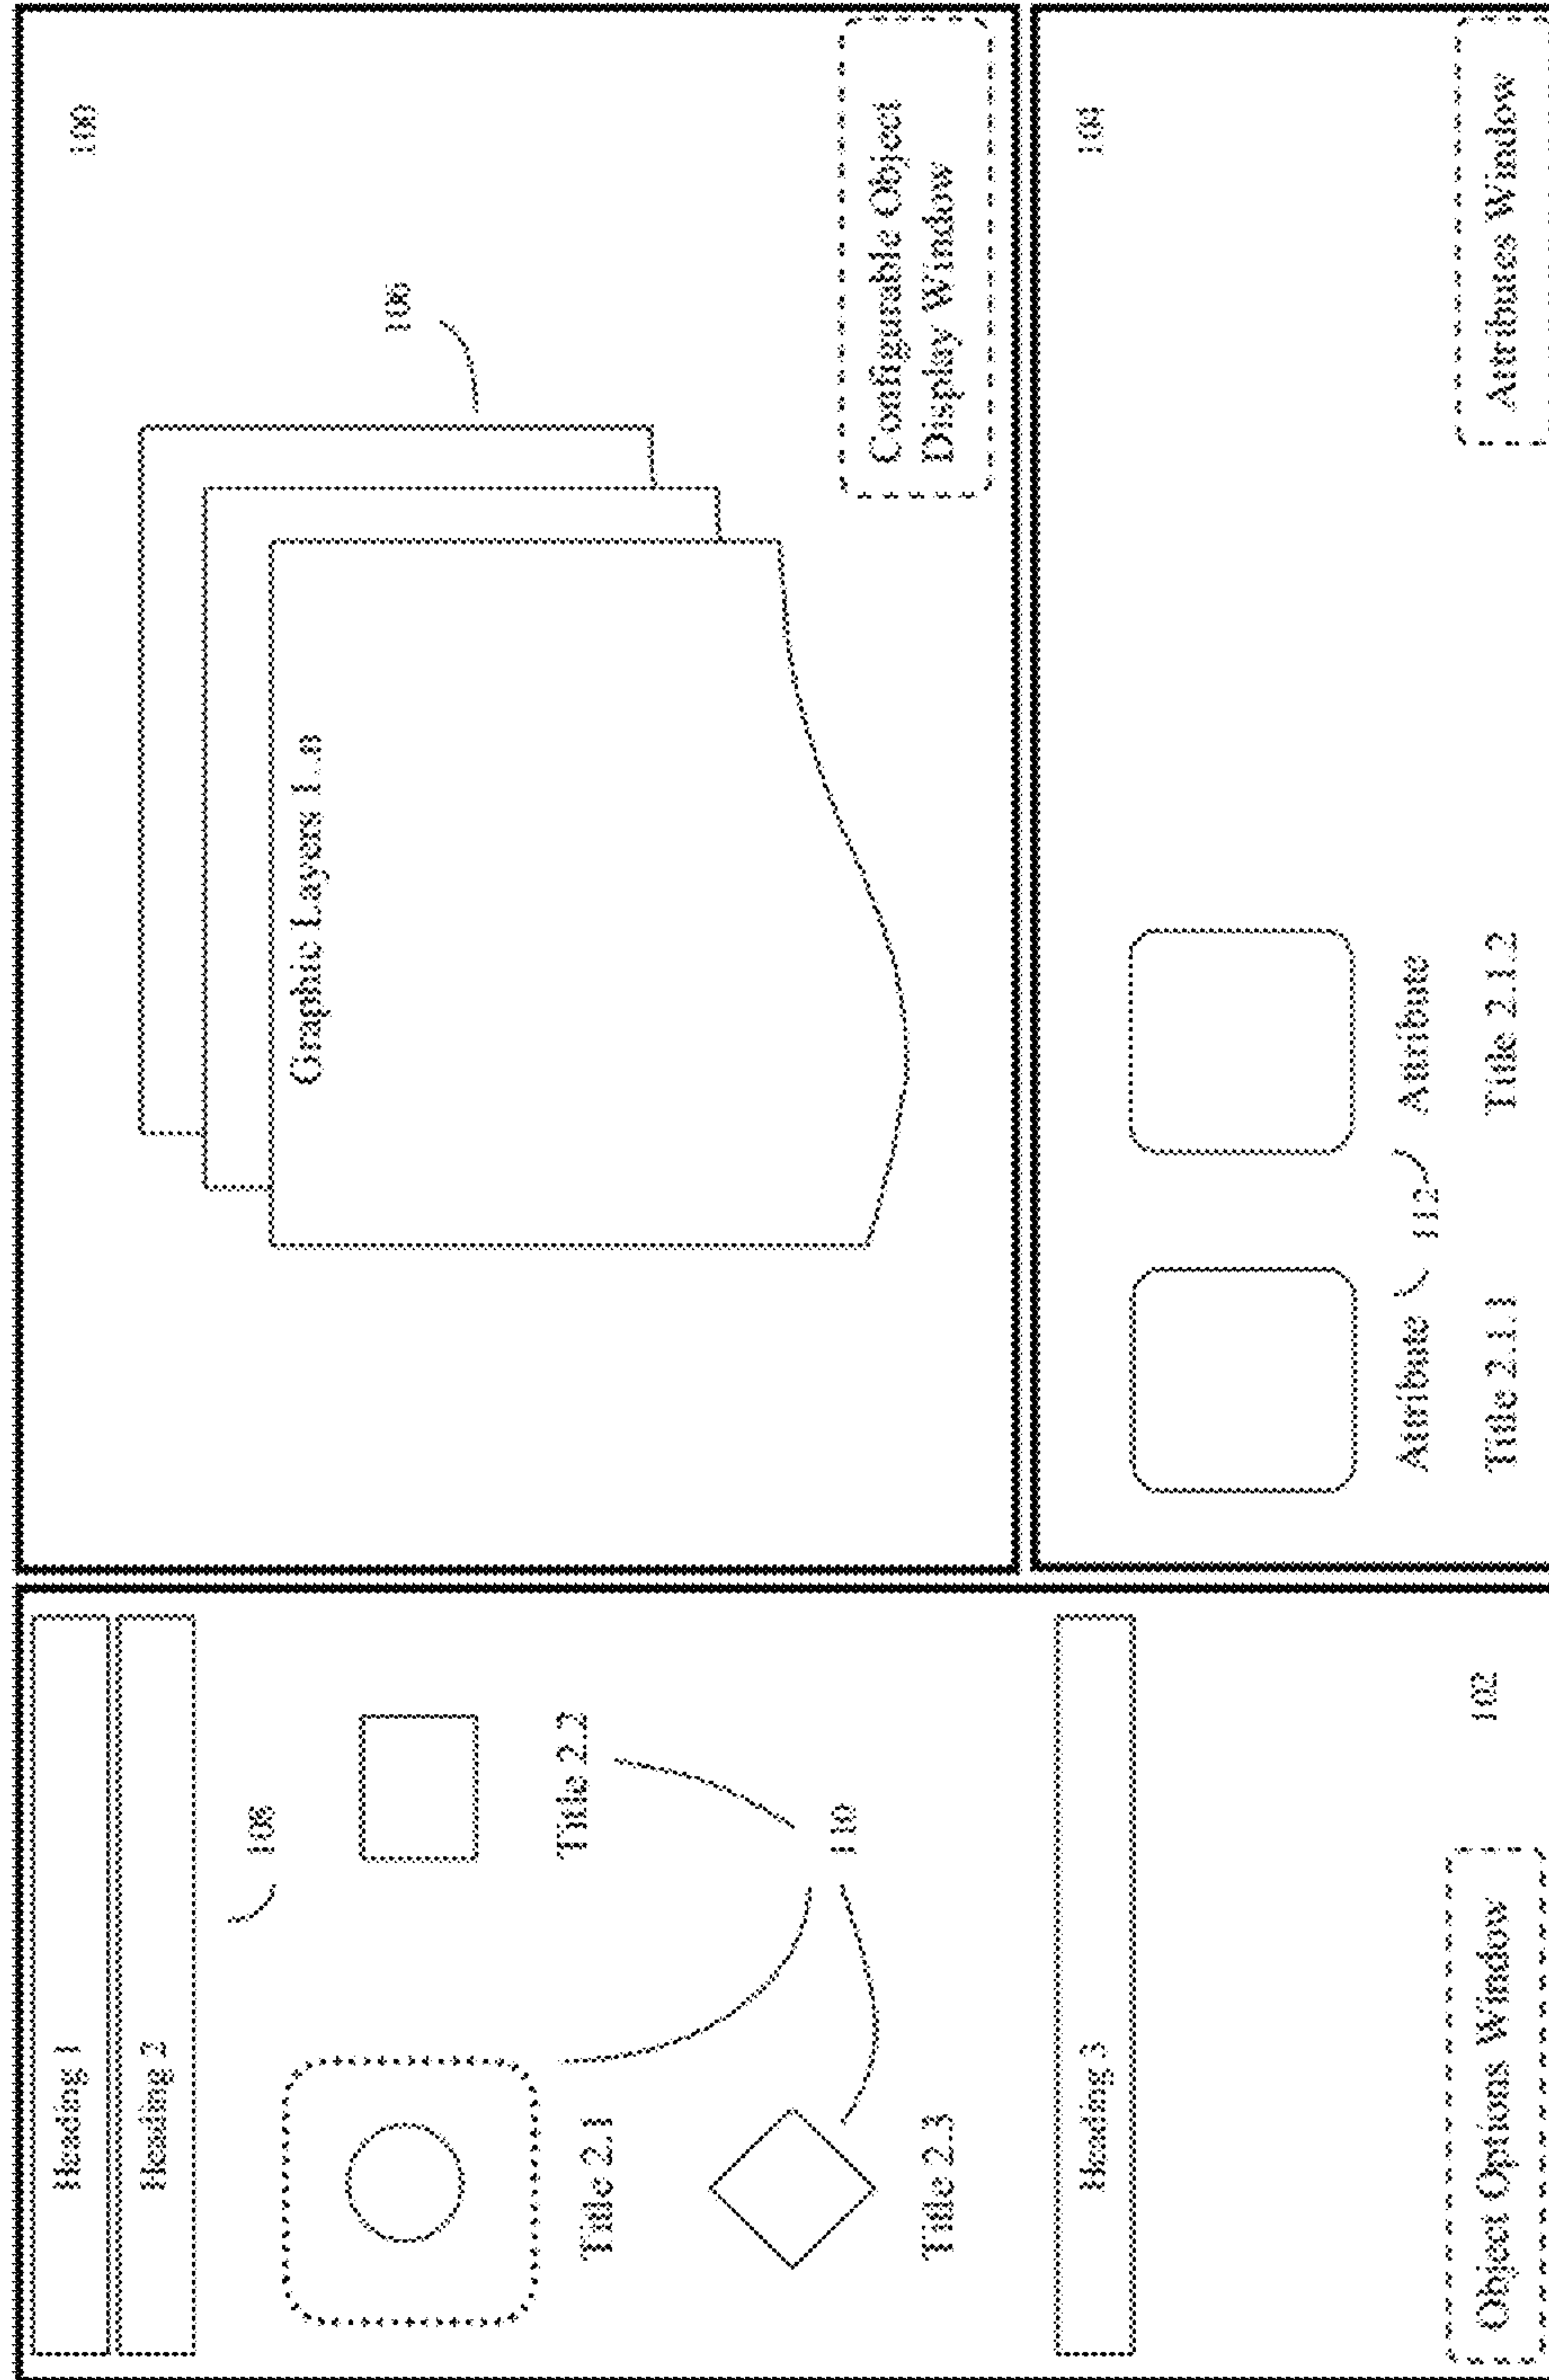 Heading 1
Heading 2
108
Title 2.1
Title 2.2
110
Title 2.3
Heading 3
102
Object Options Window
100
106
Graphic Layers 1..n
Configurable Object
Display Window
104
Attribute
112
Attribute
Title 2.1.1
Title 2.1.2
Attributes Window